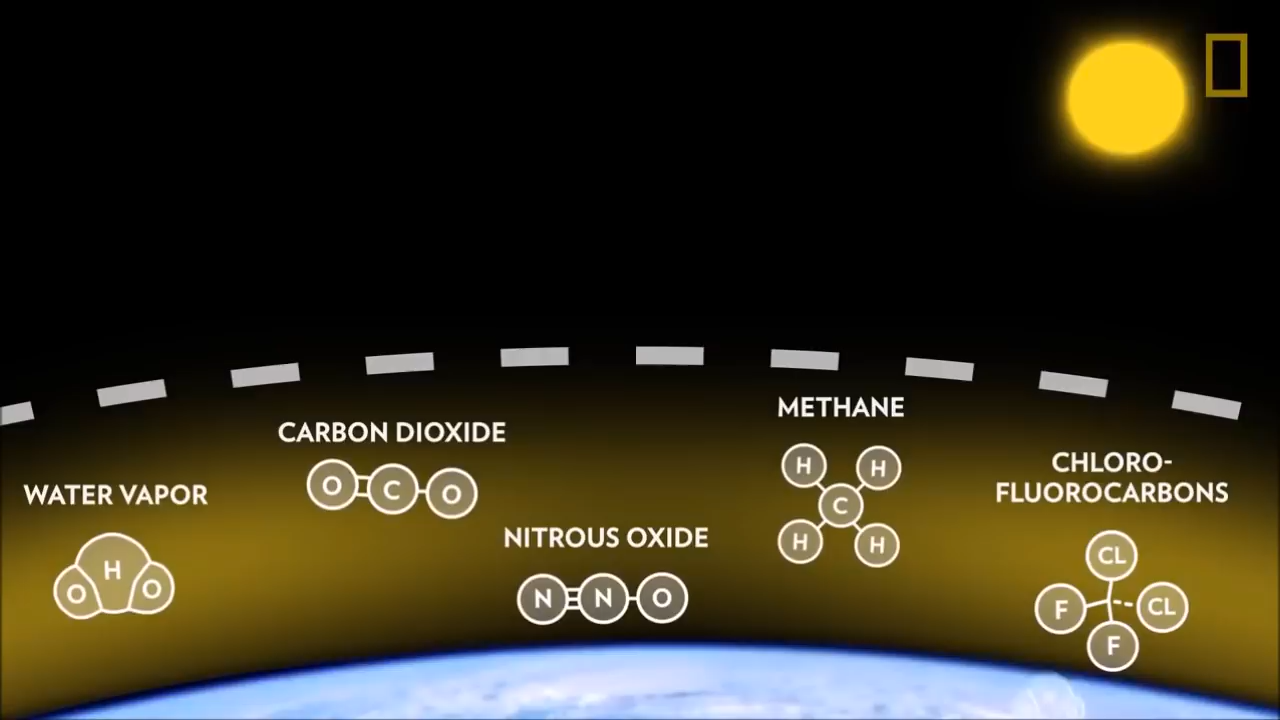 WATER VAPOR
O H O
CARBON DIOXIDE
O C O
NITROUS OXIDE
N N O
METHANE
H H
C
H H
CHLORO-
FLUOROCARBONS
CL
F CL
F